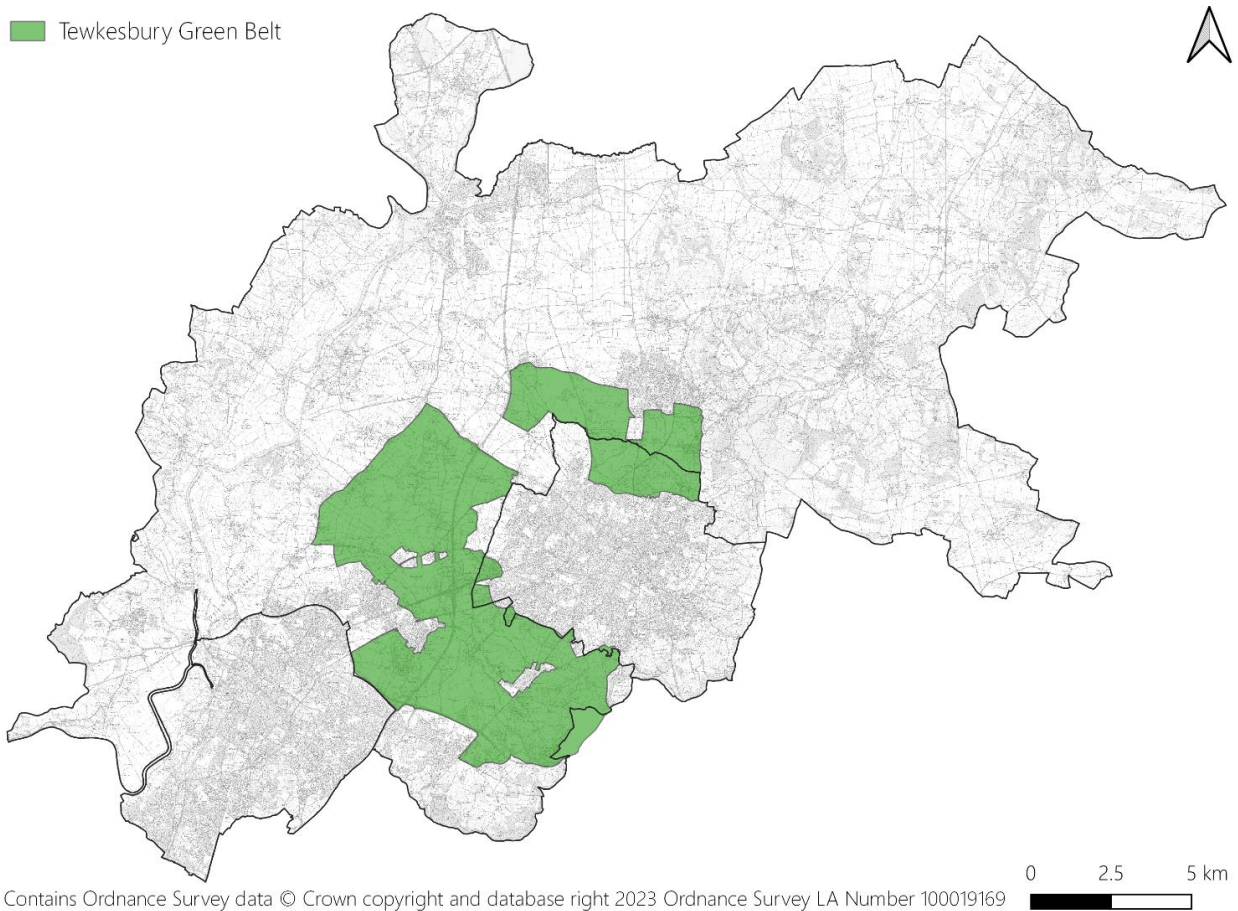 Tewkesbury Green Belt
0 2.5 5 km
Contains Ordnance Survey data © Crown copyright and database right 2023 Ordnance Survey LA Number 100019169